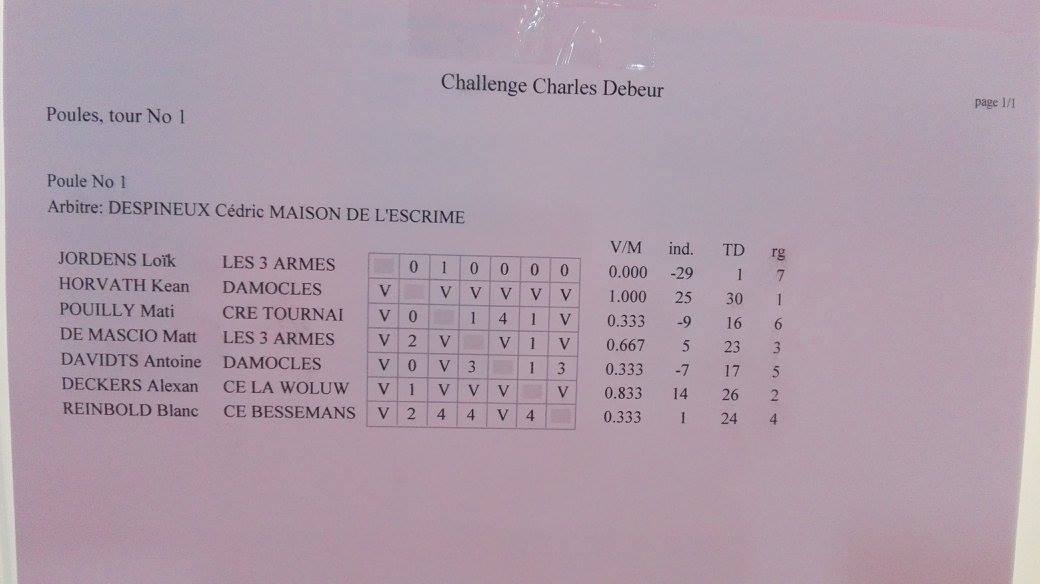 Challenge Charles Debeur
page 1/1
Poules, tour No 1
Poule No 1
Arbitre: DESPINEUX Cédric MAISON DE L'ESCRIME
V/M ind. TD rg
JORDENS Loïk LES 3 ARMES 0 1 0 0 0 0 0.000 -29 1 7
HORVATH Kean DAMOCLES V V V V V V 1.000 25 30 1
POUILLY Mati CRE TOURNAI V 0 1 4 1 V 0.333 -9 16 6
DE MASCIO Matt LES 3 ARMES V 2 V V 1 V 0.667 5 23 3
DAVIDTS Antoine DAMOCLES V 0 V 3 1 3 0.333 -7 17 5
DECKERS Alexan CE LA WOLUW V 1 V V V V 0.833 14 26 2
REINBOLD Blanc CE BESSEMANS V 2 4 4 V 4 0.333 1 24 4